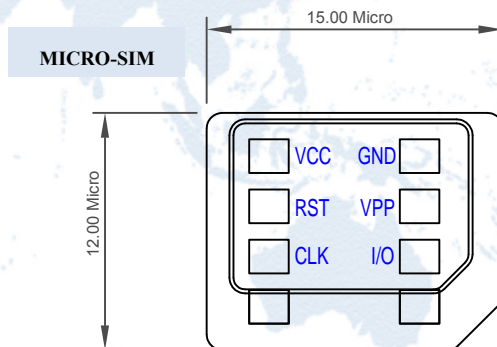 15.00 Micro
MICRO-SIM
12.00 Micro
VCC GND
RST VPP
CLK I/O